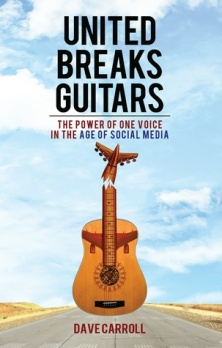 UNITED
BREAKS
GUITARS
THE POWER OF ONE VOICE
IN THE AGE OF SOCIAL MEDIA
DAVE CARROLL